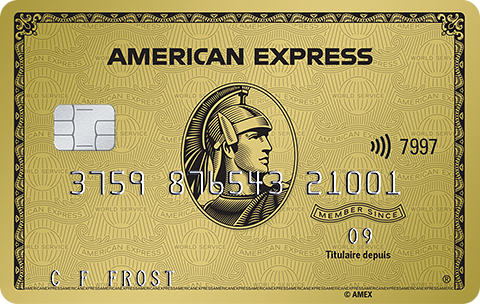 AMERICAN EXPRESS
7997
3759 876543 21001
MEMBER SINCE
09
Titulaire depuis
C F FROST
®
© AMEX